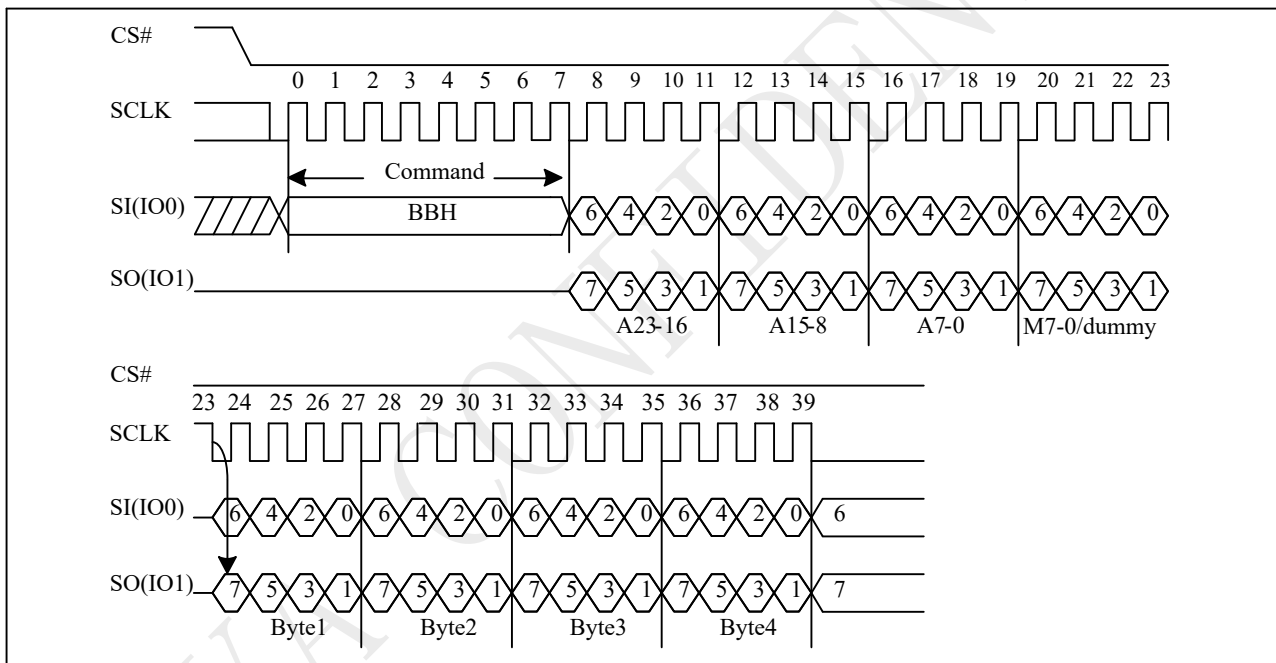 CS#
0 1 2 3 4 5 6 7 8 9 10 11 12 13 14 15 16 17 18 19 20 21 22 23
SCLK
Command
SI(IO0) BBH 6 4 2 0 6 4 2 0 6 4 2 0 6 4 2 0
SO(IO1) 7 5 3 1 7 5 3 1 7 5 3 1 7 5 3 1
A23-16 A15-8 A7-0 M7-0/dummy
CS#
23 24 25 26 27 28 29 30 31 32 33 34 35 36 37 38 39
SCLK
SI(IO0) 6 4 2 0 6 4 2 0 6 4 2 0 6 4 2 0 6
SO(IO1) 7 5 3 1 7 5 3 1 7 5 3 1 7 5 3 1 7
Byte1 Byte2 Byte3 Byte4